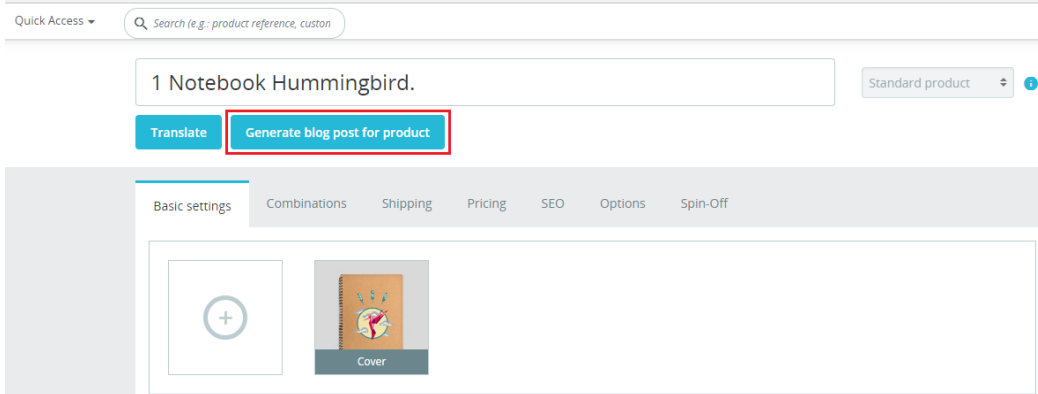 Quick Access
Search (e.g.: product reference, custon
1 Notebook Hummingbird.
Standard product
Translate
Generate blog post for product
Basic settings
Combinations
Shipping
Pricing
SEO
Options
Spin-Off
Cover